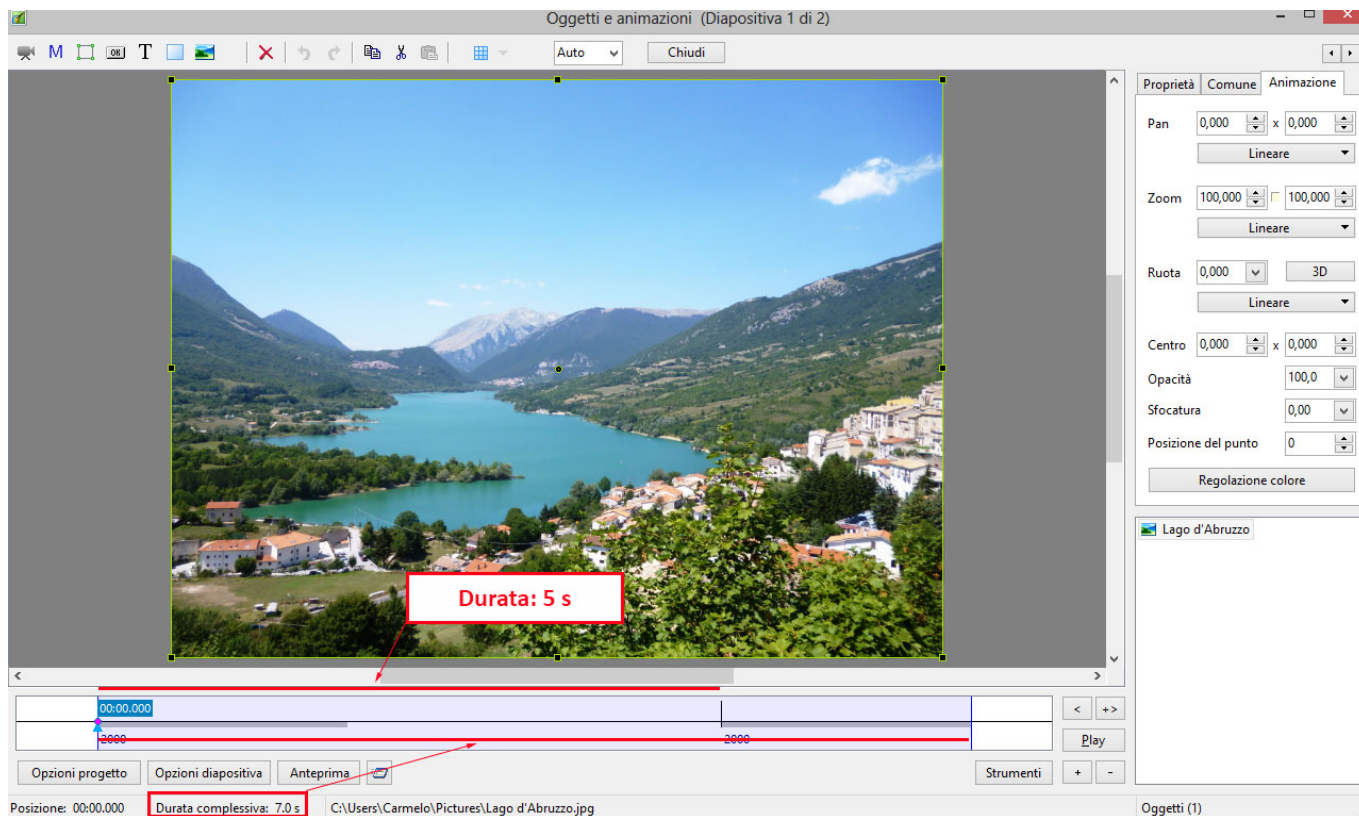 Oggetti e animazioni (Diapositiva 1 di 2)
M OK T Auto Chiudi
Proprietà Comune Animazione
Pan 0,000 x 0,000
Lineare
Zoom 100,000 100,000
Lineare
Ruota 0,000 3D
Lineare
Centro 0,000 x 0,000
Opacità 100,0
Sfocatura 0,00
Posizione del punto 0
Regolazione colore
Lago d'Abruzzo
Durata: 5 s
00:00.000
2000 2000
< +>
Play
Opzioni progetto Opzioni diapositiva Anteprima Strumenti + -
Posizione: 00:00.000 Durata complessiva: 7.0 s C:\Users\Carmelo\Pictures\Lago d'Abruzzo.jpg Oggetti (1)